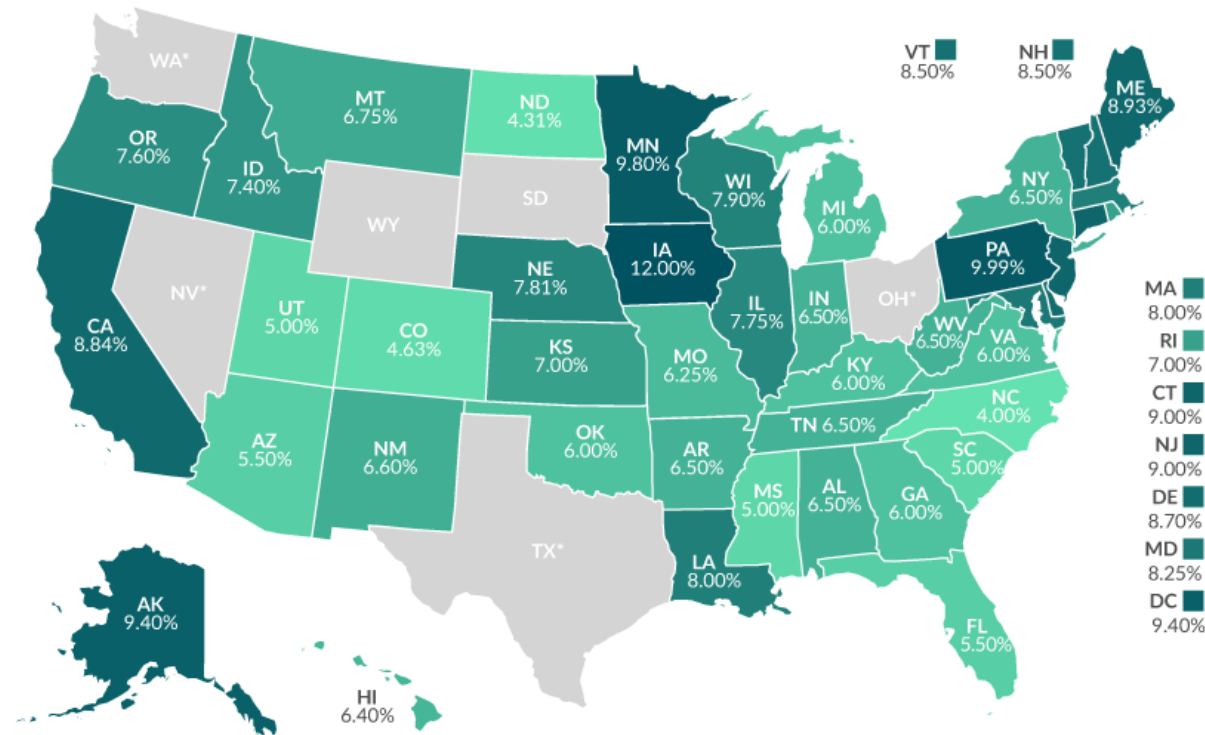 VT
8.50%
NH
8.50%
ME
8.93%
WA*
MT
6.75%
ND
4.31%
MN
9.80%
OR
7.60%
ID
7.40%
WI
7.90%
NY
6.50%
SD
MI
6.00%
WY
IA
12.00%
PA
9.99%
NE
7.81%
NV*
UT
5.00%
CO
4.63%
IL
7.75%
IN
6.50%
OH*
CA
8.84%
WV
6.50%
VA
6.00%
KS
7.00%
MO
6.25%
KY
6.00%
NC
4.00%
TN 6.50%
AZ
5.50%
NM
6.60%
OK
6.00%
AR
6.50%
SC
5.00%
MS
5.00%
AL
6.50%
GA
6.00%
TX*
LA
8.00%
FL
5.50%
AK
9.40%
HI
6.40%
MA
8.00%
RI
7.00%
CT
9.00%
NJ
9.00%
DE
8.70%
MD
8.25%
DC
9.40%